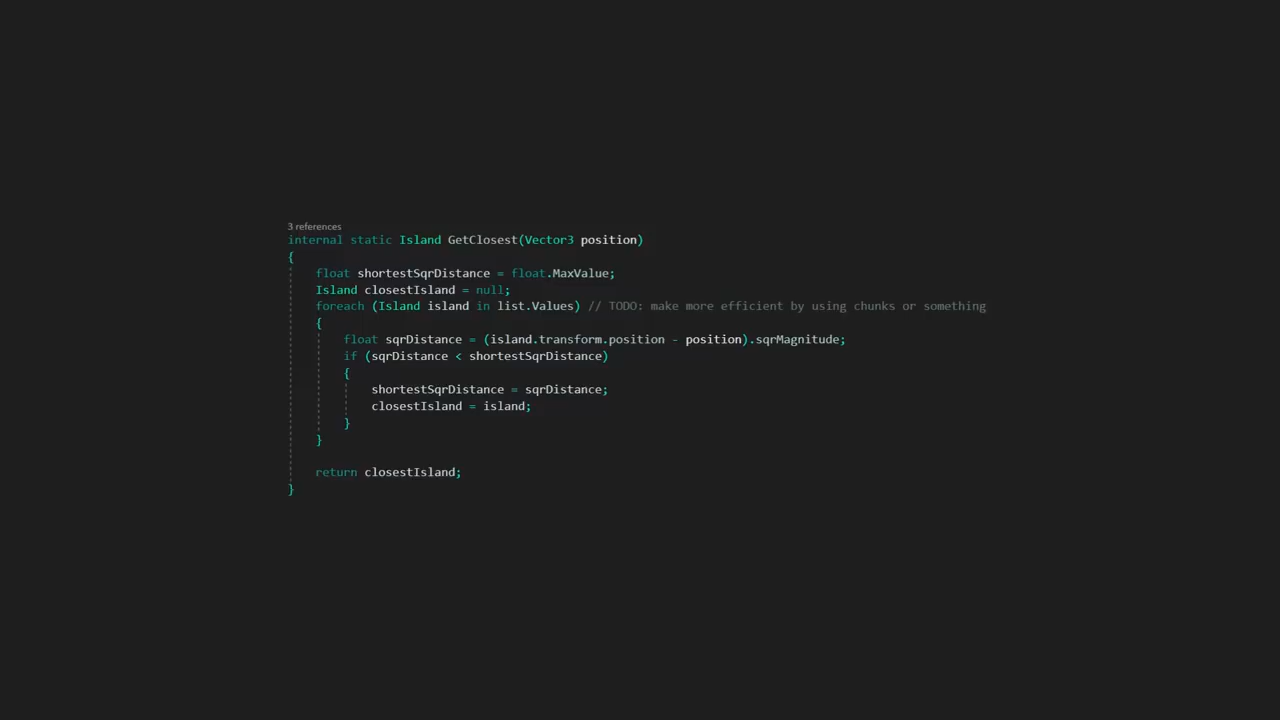 3 references
internal static Island GetClosest(Vector3 position)
{
float shortestSqrDistance = float.MaxValue;
Island closestIsland = null;
foreach (Island island in list.Values) // TODO: make more efficient by using chunks or something
{
float sqrDistance = (island.transform.position - position).sqrMagnitude;
if (sqrDistance < shortestSqrDistance)
{
shortestSqrDistance = sqrDistance;
closestIsland = island;
}
}
return closestIsland;
}